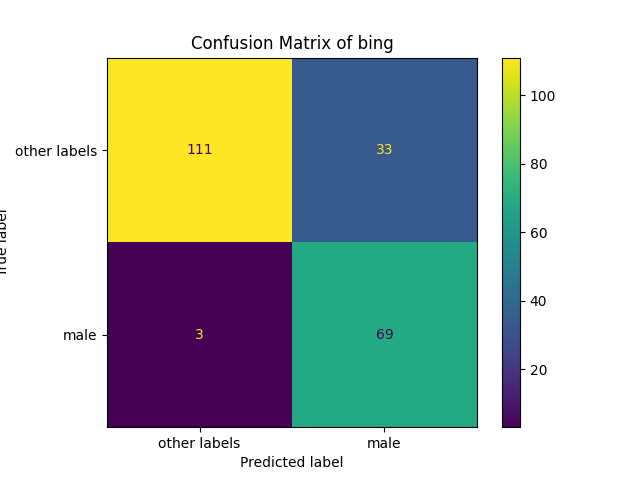 Confusion Matrix of bing
other labels
111
33
100
80
60
40
20
True label
male
3
69
other labels
male
Predicted label